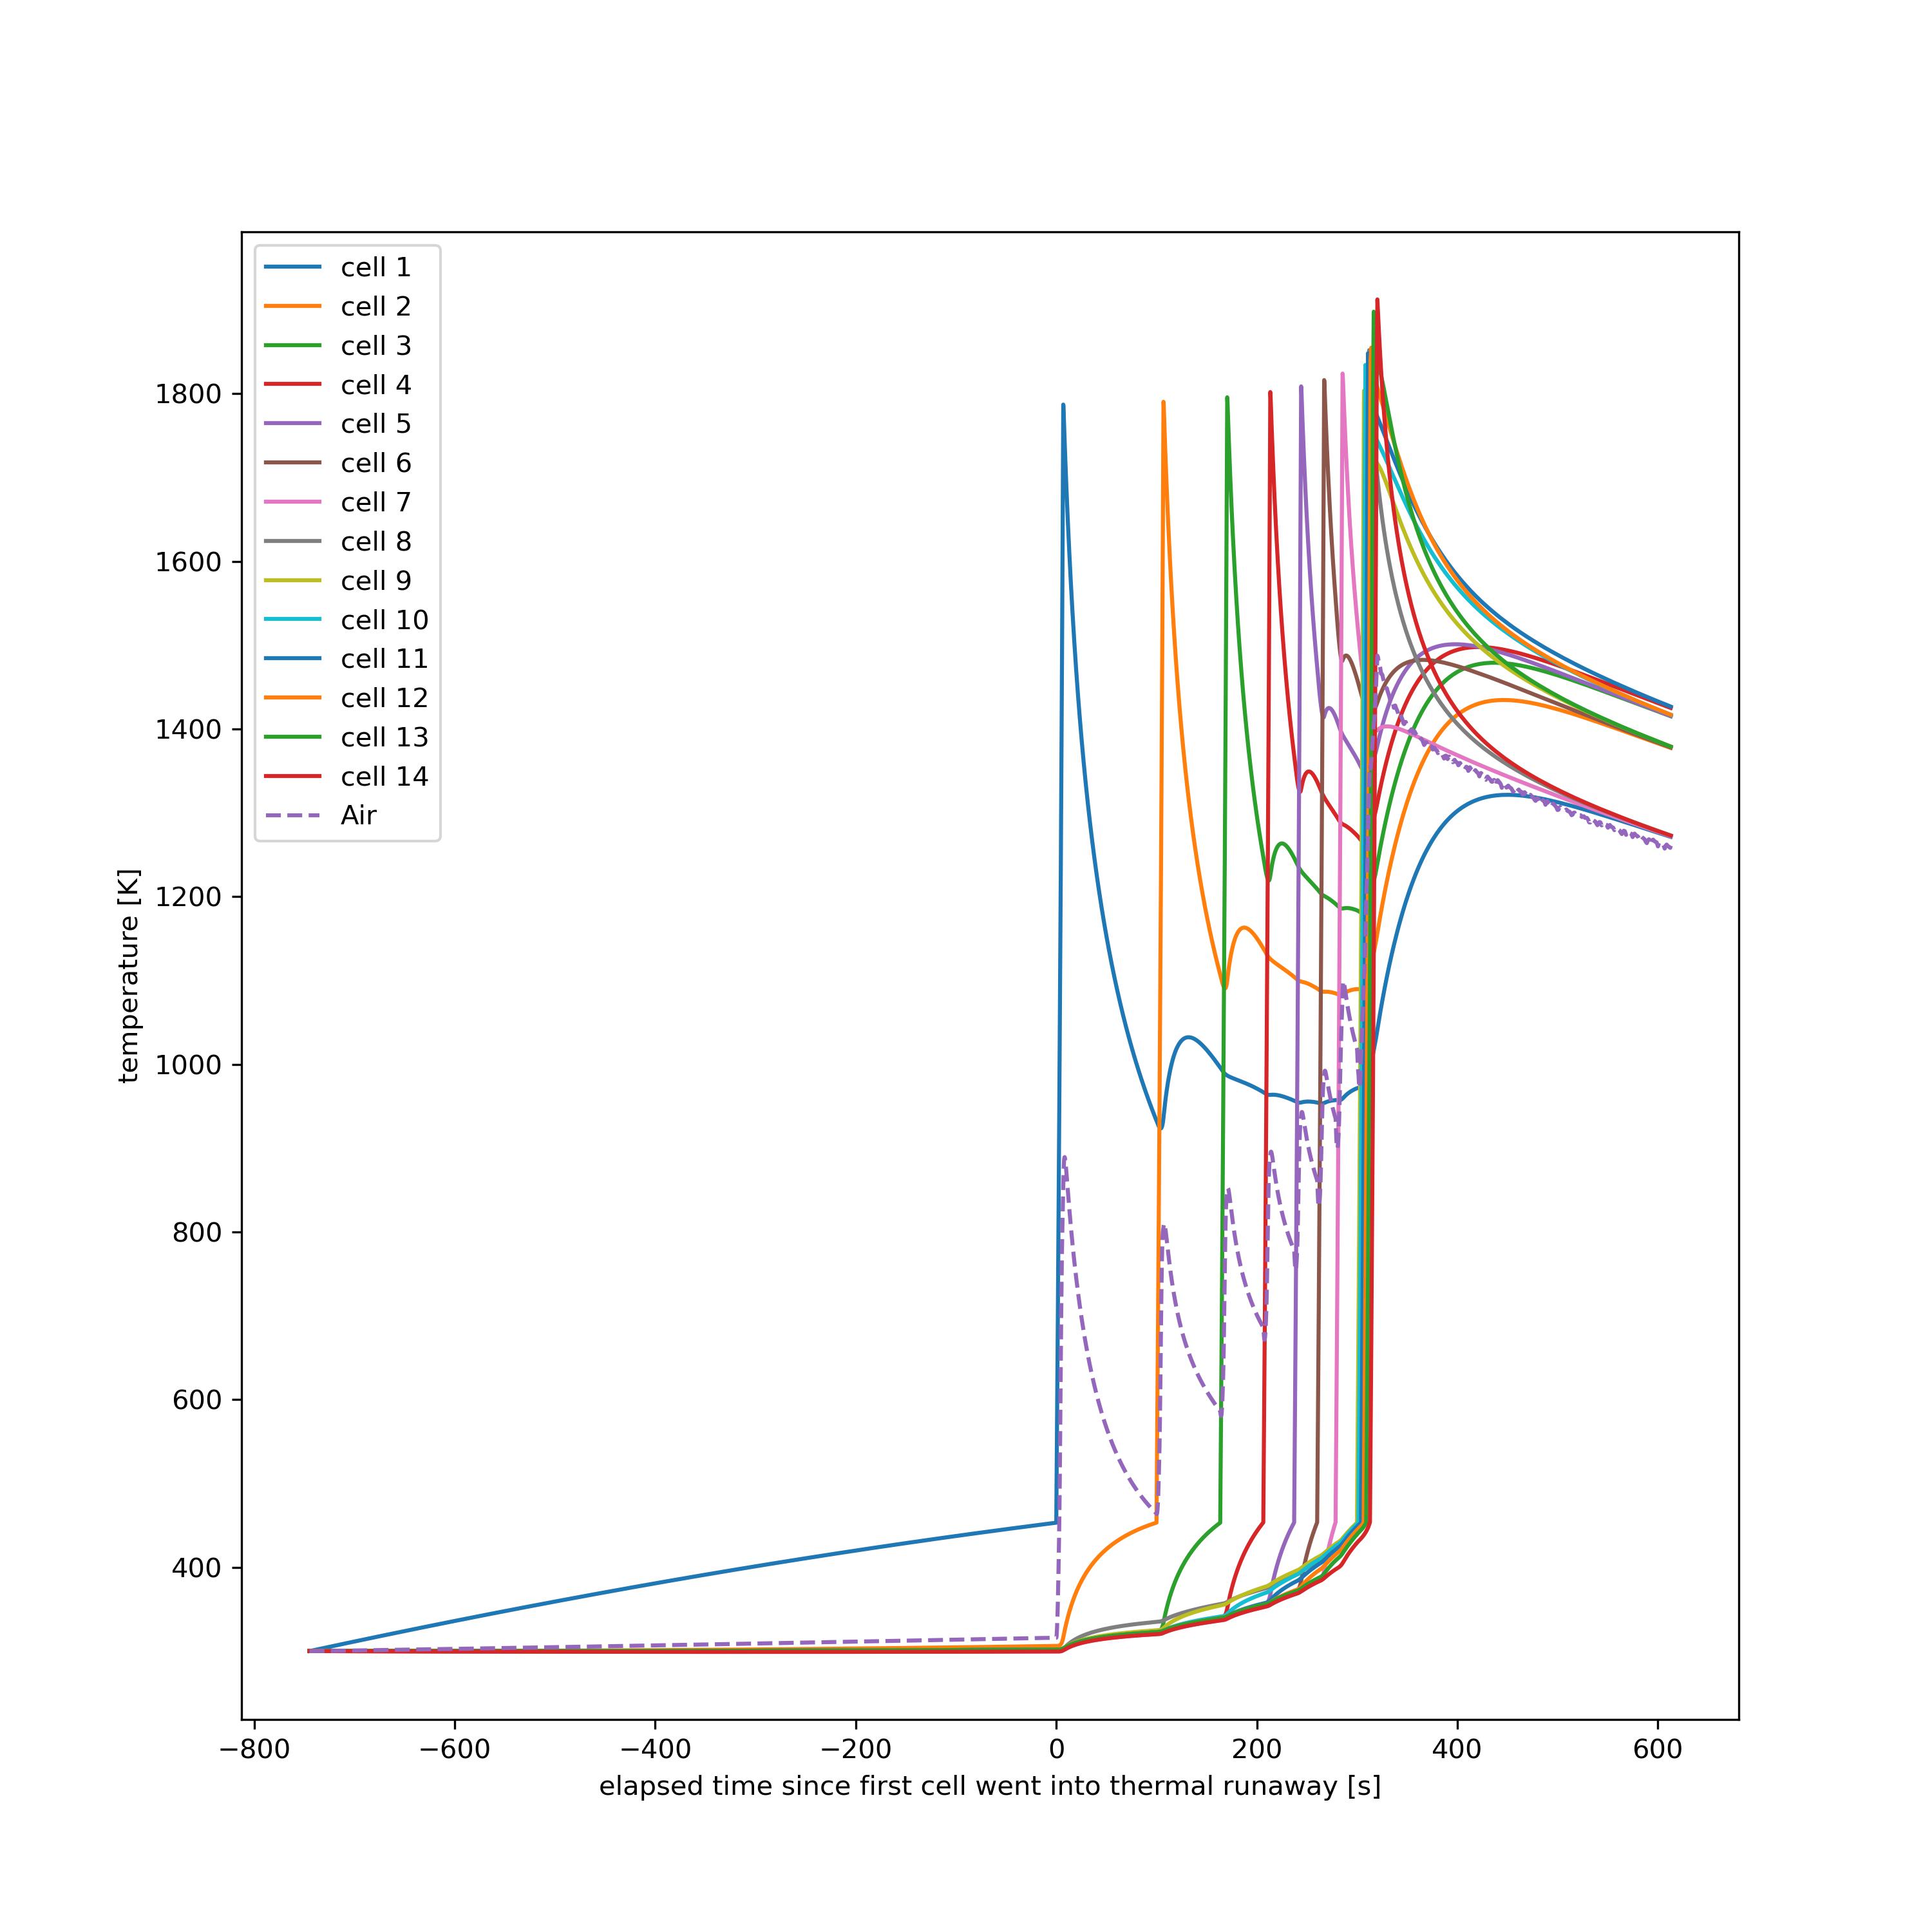 cell 1
cell 2
cell 3
cell 4
cell 5
cell 6
cell 7
cell 8
cell 9
cell 10
cell 11
cell 12
cell 13
cell 14
Air
1800
1600
1400
1200
1000
800
600
400
temperature [K]
−800 −600 −400 −200 0 200 400 600
elapsed time since first cell went into thermal runaway [s]